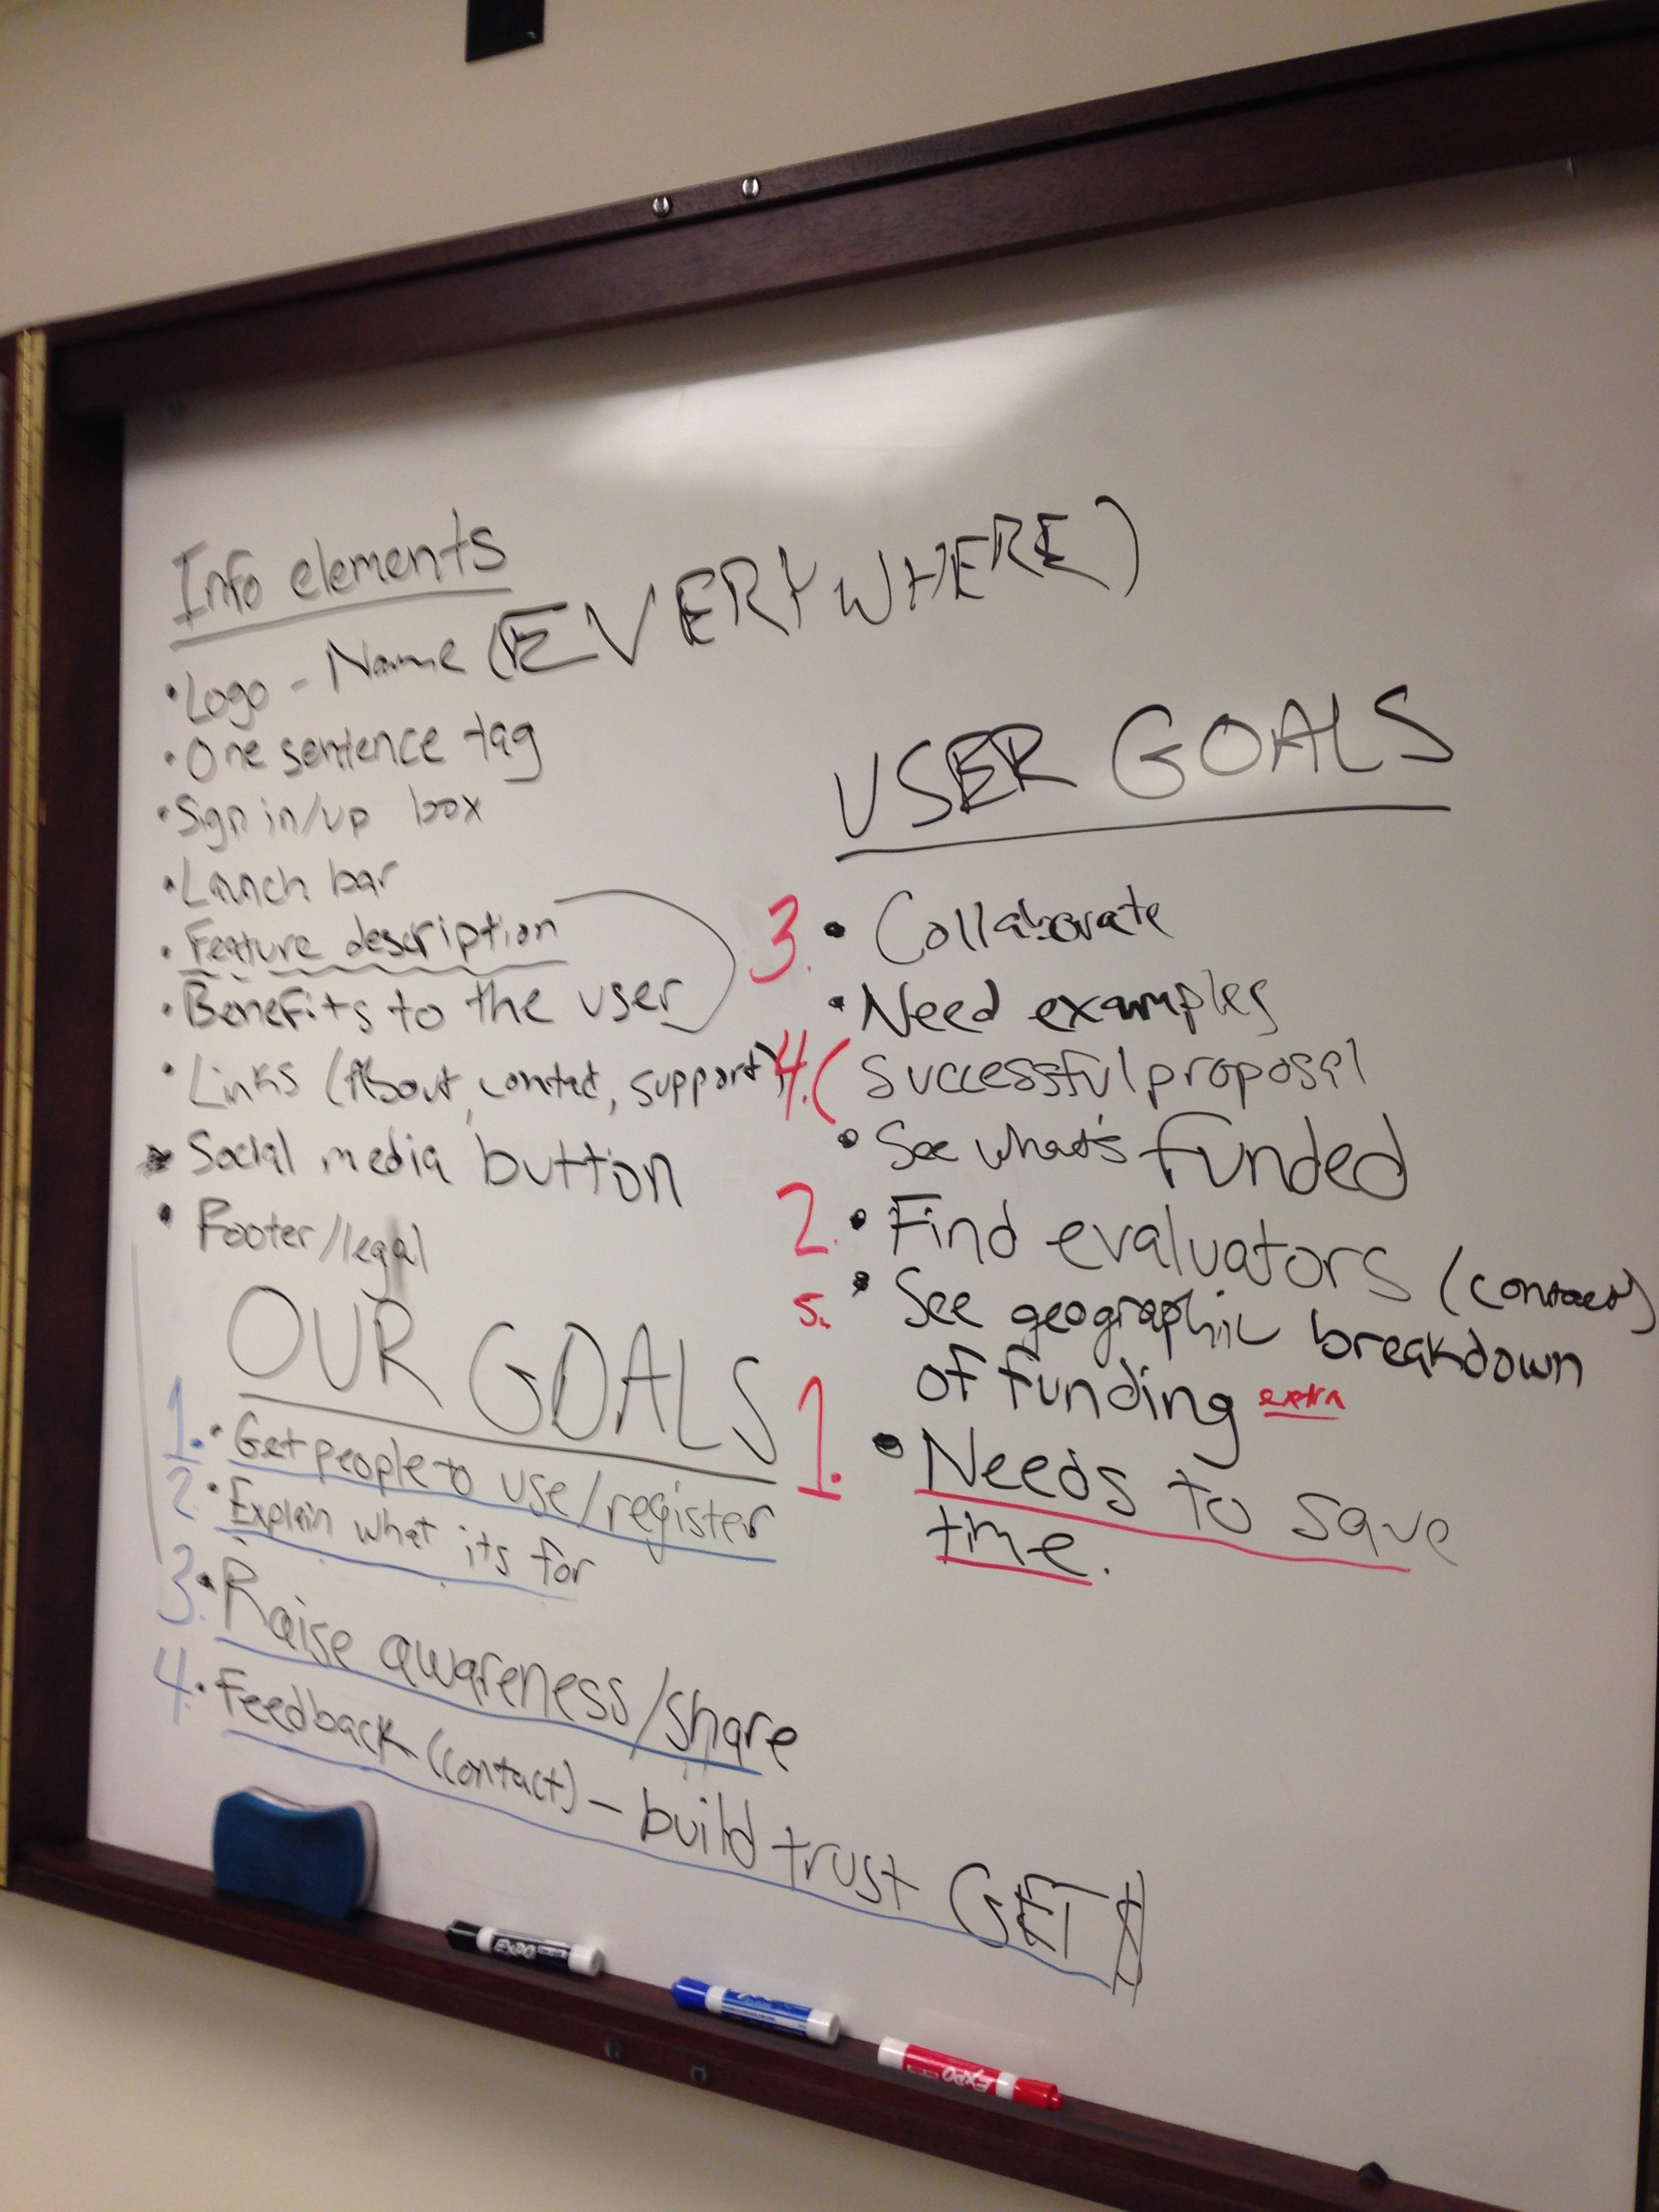 Info elements
• Logo - Name (EVERYWHERE)
• One sentence tag
• Sign in/up box
• Launch bar
• Feature description
• Benefits to the user
• Links (About, contact, support)
• Social media button
• Footer/legal
OUR GOALS
1. • Get people to use/register
2. • Explain what its for
3. • Raise awareness/share
4. • Feedback (contact) - build trust GET $
USER GOALS
3. • Collaborate
• Need examples
4. ( Successful proposal
• See what's funded
2. • Find evaluators (contact)
5. • See geographic breakdown
of funding extra
1. • Needs to save
time.
EXPO
EXPO